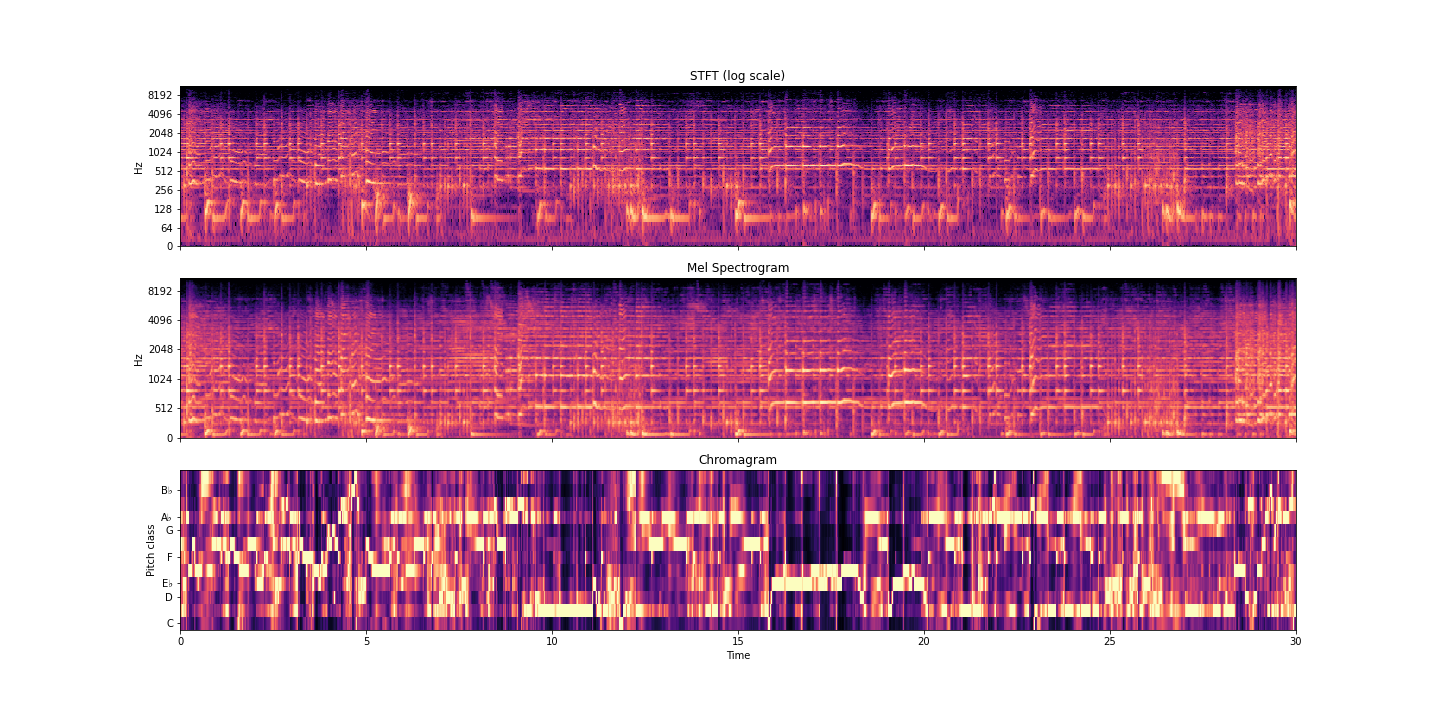 STFT (log scale)
8192
4096
2048
1024
512
256
128
64
0
Hz
Mel Spectrogram
8192
4096
2048
1024
512
0
Hz
Chromagram
B♭
A♭
G
F
E♭
D
C
Pitch class
0 5 10 15 20 25 30
Time